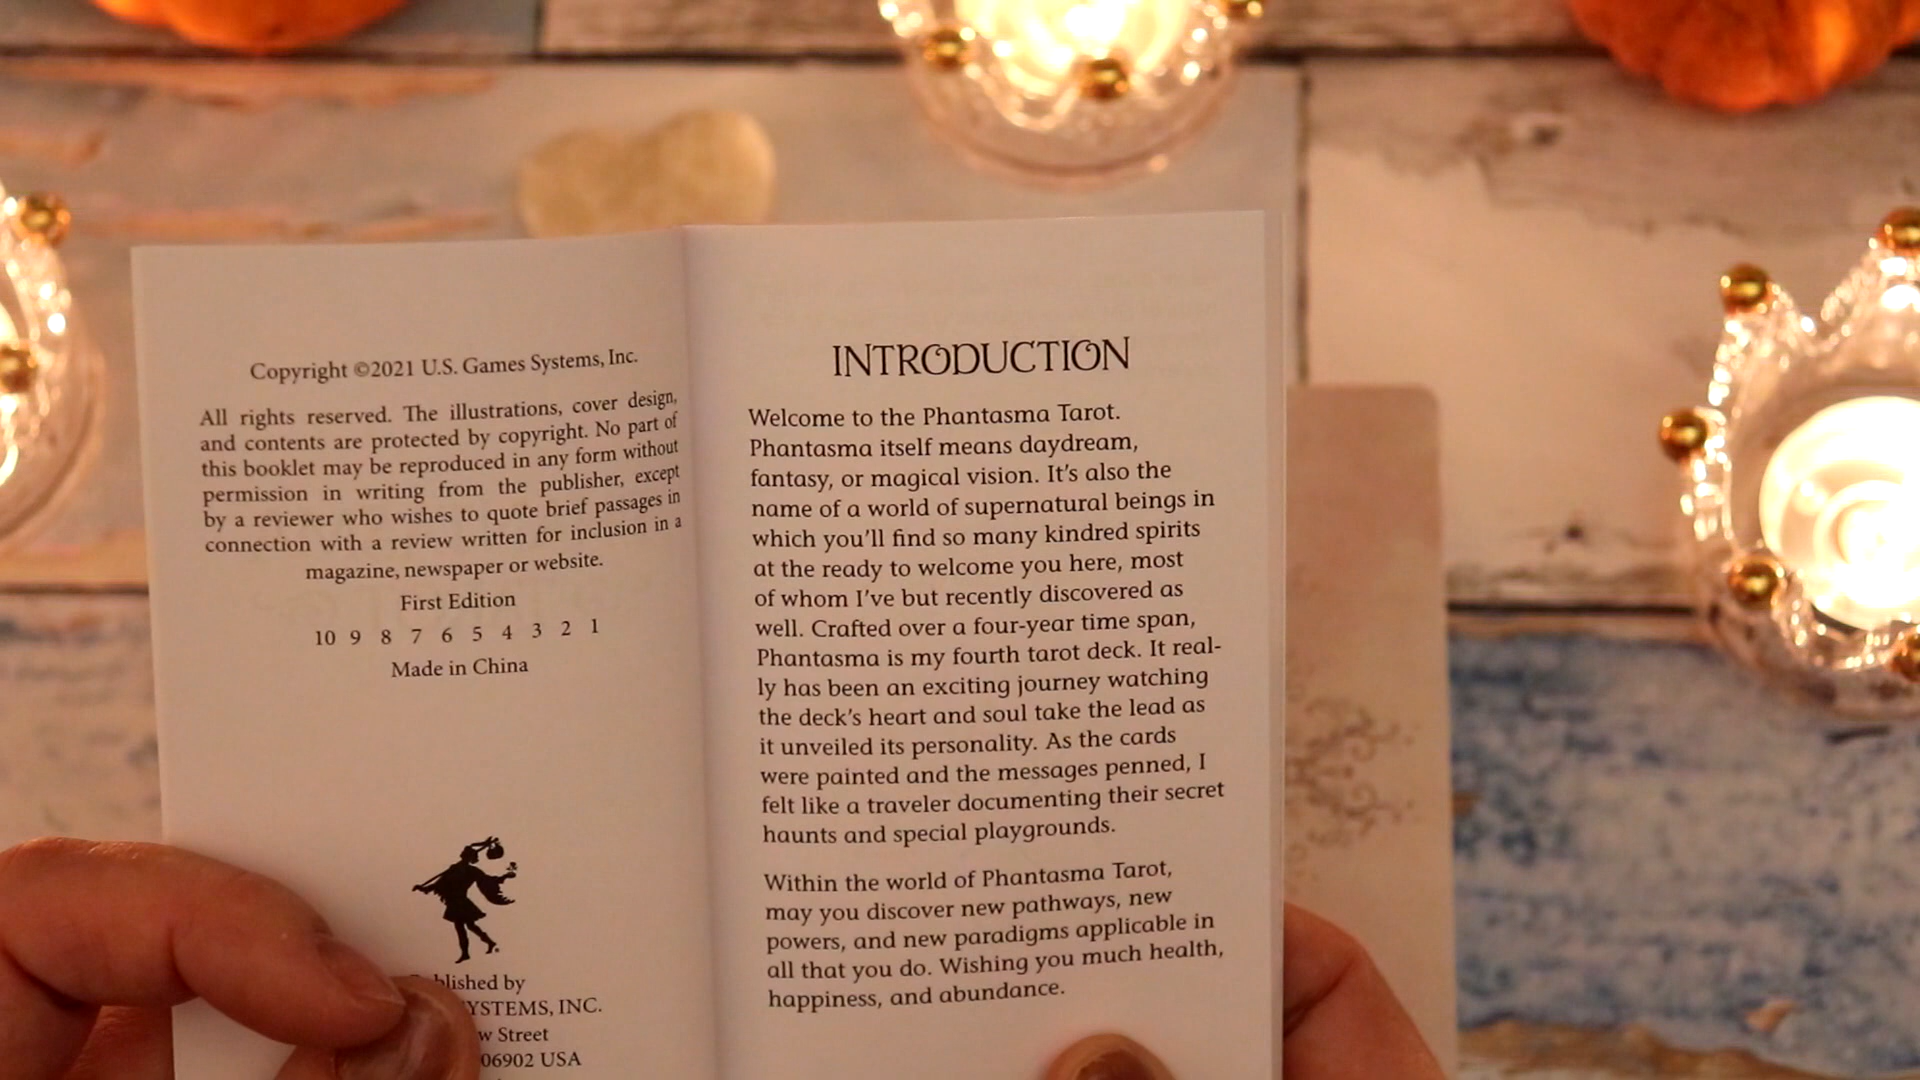 Copyright ©2021 U.S. Games Systems, Inc.
All rights reserved. The illustrations, cover design,
and contents are protected by copyright. No part of
this booklet may be reproduced in any form without
permission in writing from the publisher, except
by a reviewer who wishes to quote brief passages in
connection with a review written for inclusion in a
magazine, newspaper or website.
First Edition
10 9 8 7 6 5 4 3 2 1
Made in China
by
INC.
Street
06902 USA
INTRODUCTION
Welcome to the Phantasma Tarot.
Phantasma itself means daydream,
fantasy, or magical vision. It's also the
name of a world of supernatural beings in
which you'll find so many kindred spirits
at the ready to welcome you here, most
of whom I've but recently discovered as
well. Crafted over a four-year time span,
Phantasma is my fourth tarot deck. It real-
ly has been an exciting journey watching
the deck's heart and soul take the lead as
it unveiled its personality. As the cards
were painted and the messages penned, I
felt like a traveler documenting their secret
haunts and special playgrounds.
Within the world of Phantasma Tarot,
may you discover new pathways, new
powers, and new paradigms applicable in
all that you do. Wishing you much health,
happiness, and abundance.